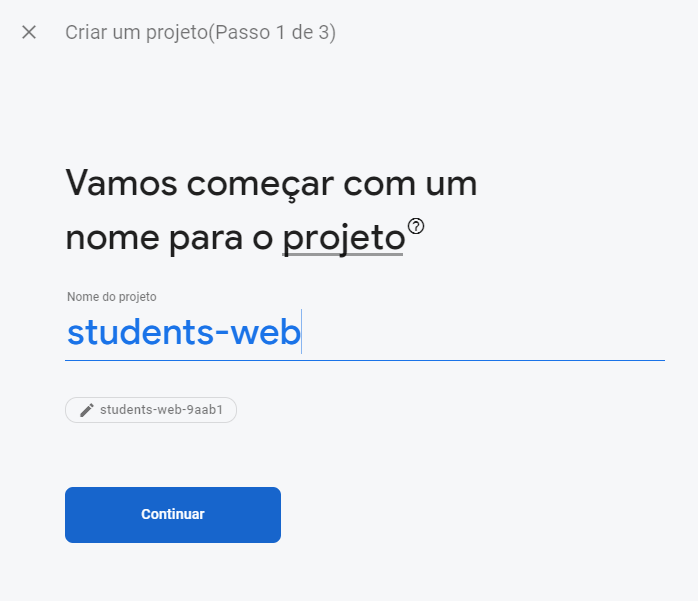 Criar um projeto(Passo 1 de 3)
Vamos começar com um
nome para o projeto
Nome do projeto
students-web
students-web-9aab1
Continuar